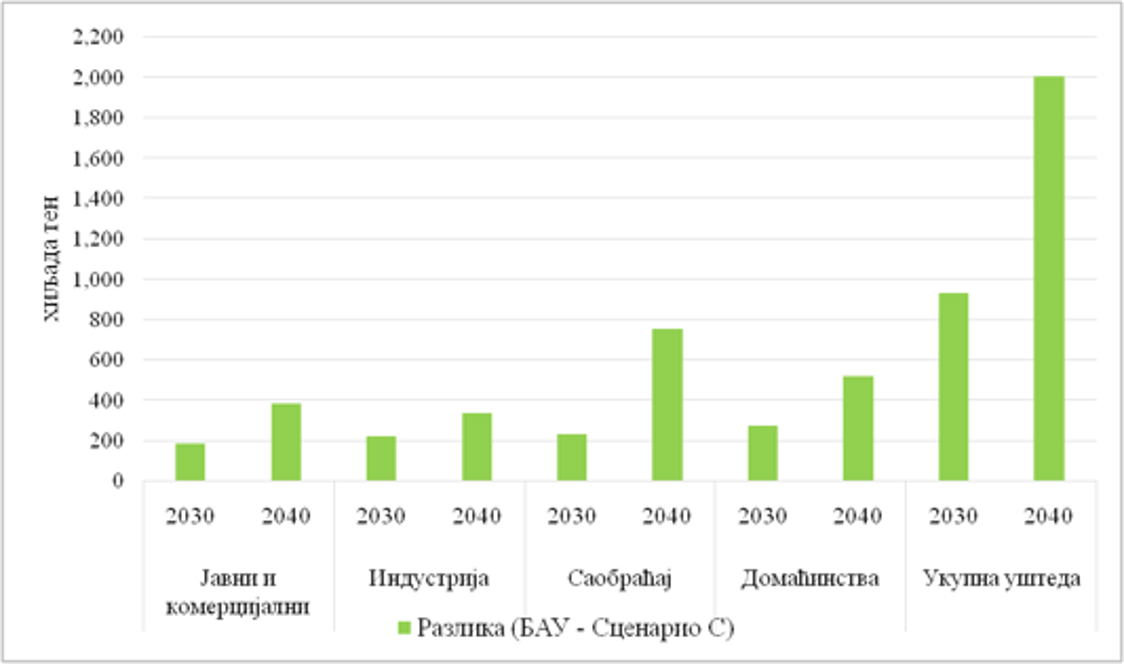 2,200
2,000
1,800
1,600
1,400
1,200
1,000
800
600
400
200
0
хиљада тен
2030 2040 2030 2040 2030 2040 2030 2040 2030 2040
Јавни и комерцијални
Индустрија
Саобраћај
Домаћинства
Укупна уштеда
Разлика (БАУ - Сценарио С)